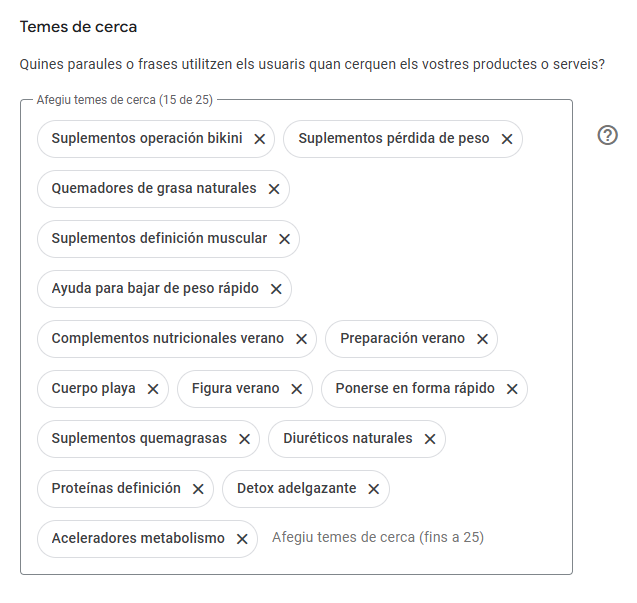 Temes de cerca
Quines paraules o frases utilitzen els usuaris quan cerquen els vostres productes o serveis?
Afegiu temes de cerca (15 de 25)
Suplementos operación bikini
Suplementos pérdida de peso
Quemadores de grasa naturales
Suplementos definición muscular
Ayuda para bajar de peso rápido
Complementos nutricionales verano
Preparación verano
Cuerpo playa
Figura verano
Ponerse en forma rápido
Suplementos quemagrasas
Diuréticos naturales
Proteínas definición
Detox adelgazante
Aceleradores metabolismo
Afegiu temes de cerca (fins a 25)